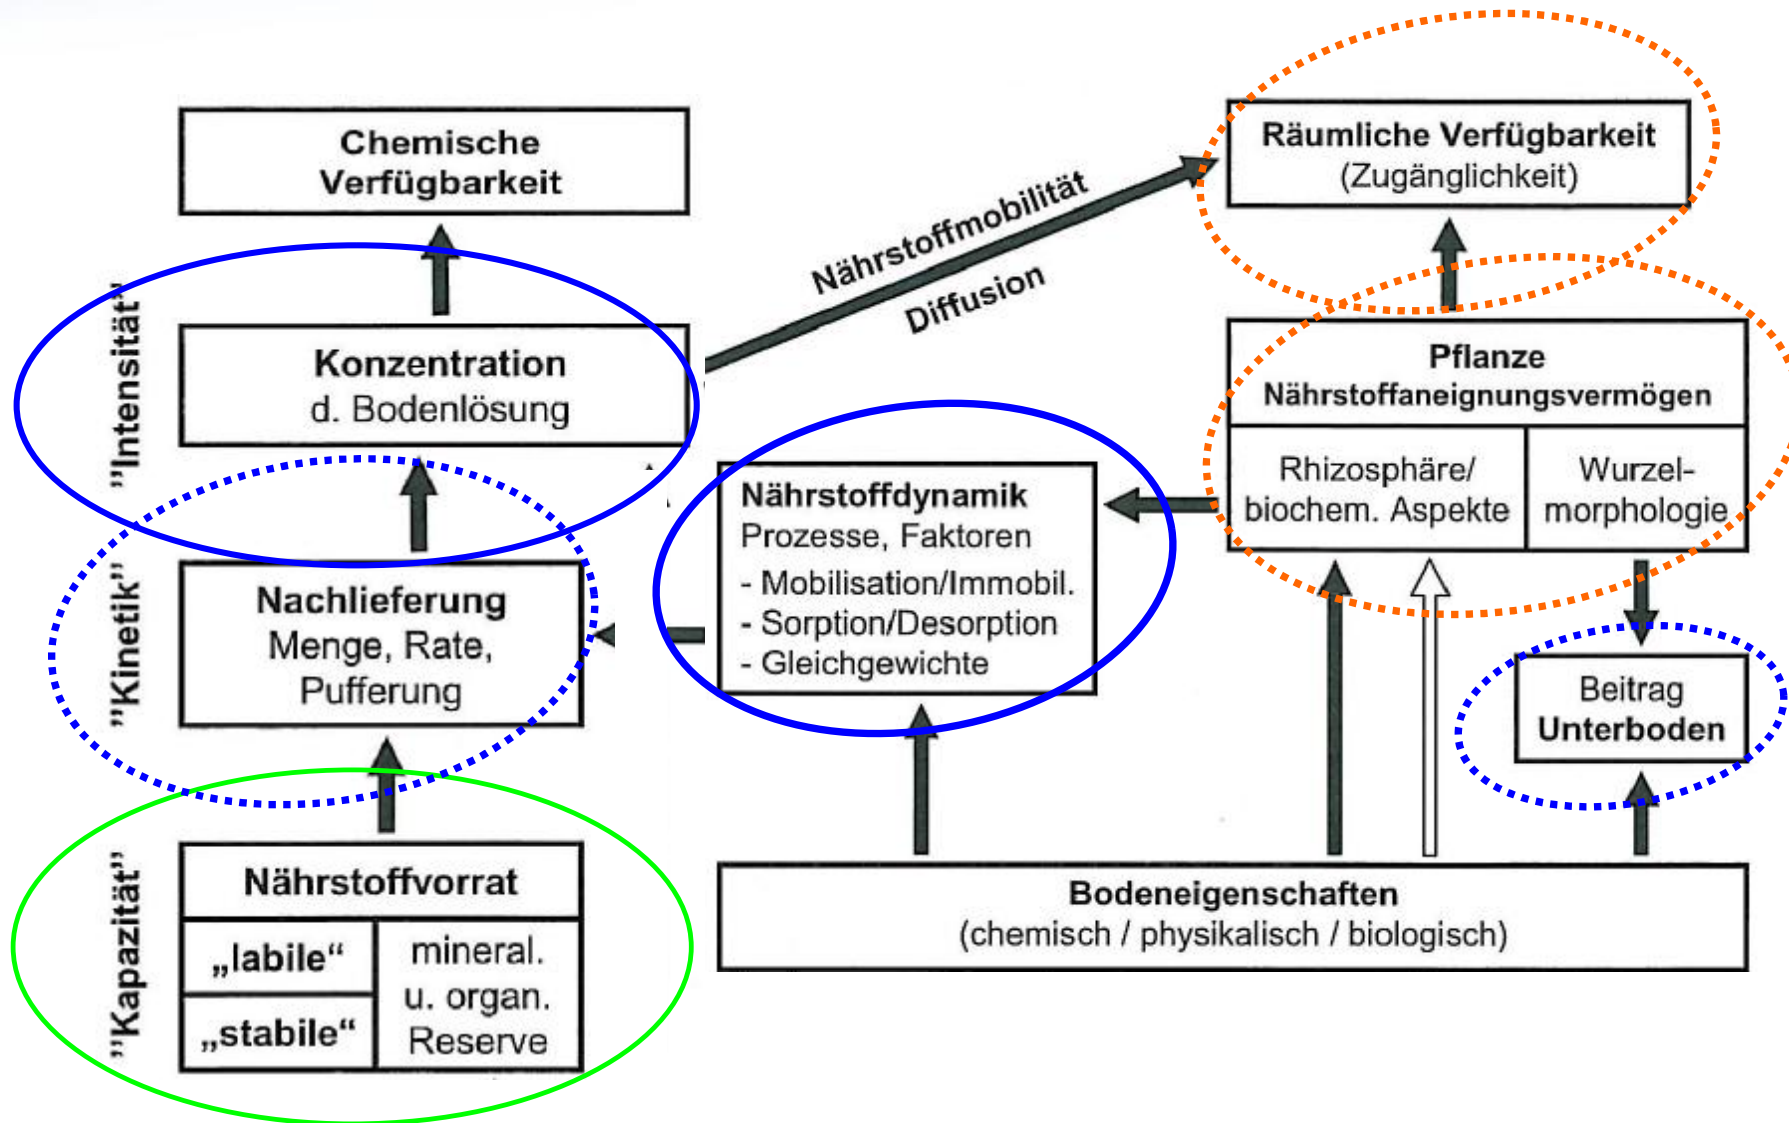 Chemische
Verfügbarkeit
"Intensität"
Konzentration
d. Bodenlösung
"Kinetik"
Nachlieferung
Menge, Rate,
Pufferung
"Kapazität"
Nährstoffvorrat
„labile“
„stabile“
mineral.
u. organ.
Reserve
Nährstoffmobilität
Diffusion
Nährstoffdynamik
Prozesse, Faktoren
- Mobilisation/Immobil.
- Sorption/Desorption
- Gleichgewichte
Räumliche Verfügbarkeit
(Zugänglichkeit)
Pflanze
Nährstoffaneignungsvermögen
Rhizosphäre/
biochem. Aspekte
Wurzel-
morphologie
Beitrag
Unterboden
Bodeneigenschaften
(chemisch / physikalisch / biologisch)